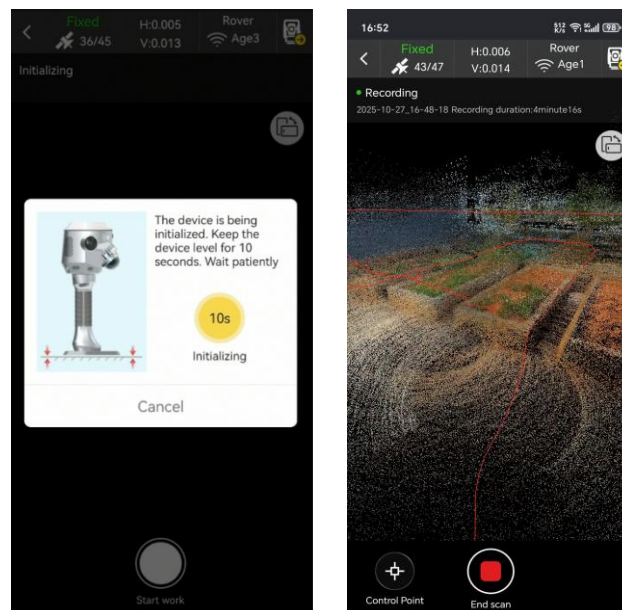 Fixed
36/45
H:0.005
V:0.013
Rover
Age3
Initializing
The device is being
initialized. Keep the
device level for 10
seconds. Wait patiently
10s
Initializing
Cancel
Start work
16:52
98
Fixed
43/47
H:0.006
V:0.014
Rover
Age1
Recording
2025-10-27_16-48-18 Recording duration:4minute16s
Control Point
End scan